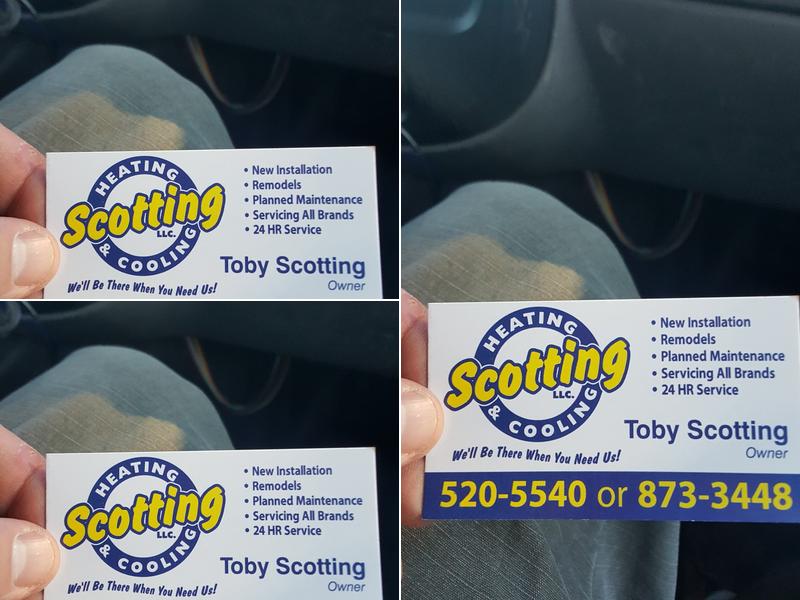 HEATING
Scotting
LLC.
& COOLING
We'll Be There When You Need Us!
• New Installation
• Remodels
• Planned Maintenance
• Servicing All Brands
• 24 HR Service
Toby Scotting
Owner
HEATING
Scotting
LLC.
& COOLING
We'll Be There When You Need Us!
• New Installation
• Remodels
• Planned Maintenance
• Servicing All Brands
• 24 HR Service
Toby Scotting
Owner
HEATING
Scotting
LLC.
& COOLING
We'll Be There When You Need Us!
• New Installation
• Remodels
• Planned Maintenance
• Servicing All Brands
• 24 HR Service
Toby Scotting
Owner
520-5540 or 873-3448